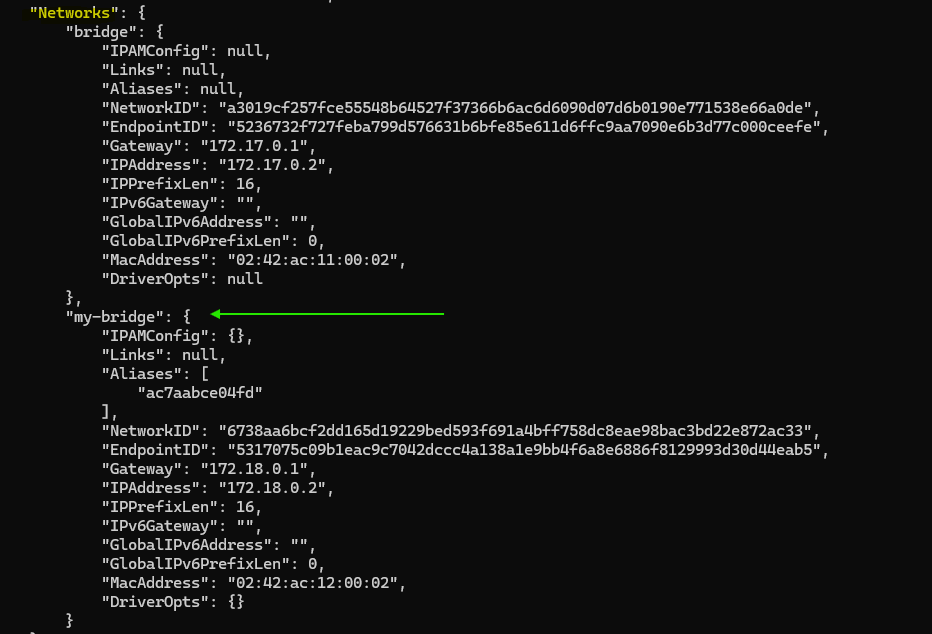 "Networks": {
"bridge": {
"IPAMConfig": null,
"Links": null,
"Aliases": null,
"NetworkID": "a3019cf257fce55548b64527f37366b6ac6d6090d07d6b0190e771538e66a0de",
"EndpointID": "5236732f727feba799d576631b6bfe85e611d6ffc9aa7090e6b3d77c000ceefe",
"Gateway": "172.17.0.1",
"IPAddress": "172.17.0.2",
"IPPrefixLen": 16,
"IPv6Gateway": "",
"GlobalIPv6Address": "",
"GlobalIPv6PrefixLen": 0,
"MacAddress": "02:42:ac:11:00:02",
"DriverOpts": null
},
"my-bridge": {
"IPAMConfig": {},
"Links": null,
"Aliases": [
"ac7aabce04fd"
],
"NetworkID": "6738aa6bcf2dd165d19229bed593f691a4bff758dc8eae98bac3bd22e872ac33",
"EndpointID": "5317075c09b1eac9c7042dccc4a138a1e9bb4f6a8e6886f8129993d30d44eab5",
"Gateway": "172.18.0.1",
"IPAddress": "172.18.0.2",
"IPPrefixLen": 16,
"IPv6Gateway": "",
"GlobalIPv6Address": "",
"GlobalIPv6PrefixLen": 0,
"MacAddress": "02:42:ac:12:00:02",
"DriverOpts": {}
}